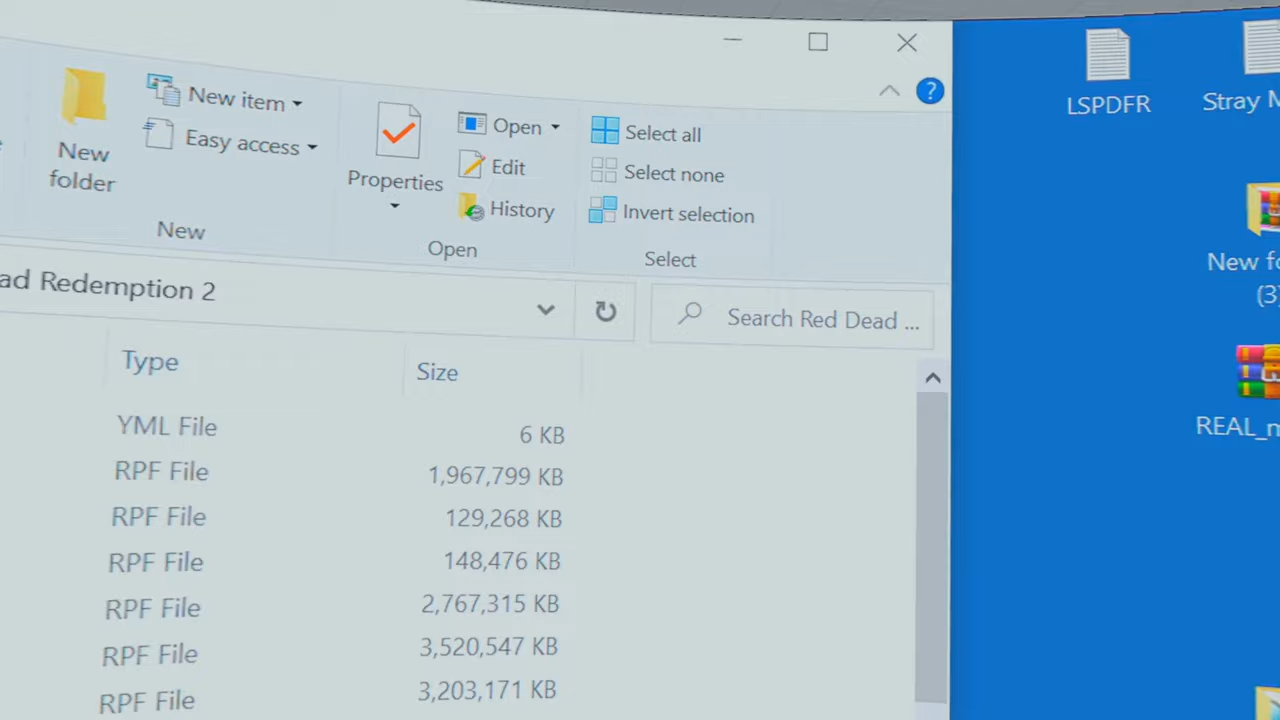 New item
Easy access
New
folder
New
Properties
Open
Edit
History
Open
Select all
Select none
Invert selection
Select
?
ad Redemption 2
Search Red Dead ...
Type Size
YML File 6 KB
RPF File 1,967,799 KB
RPF File 129,268 KB
RPF File 148,476 KB
RPF File 2,767,315 KB
RPF File 3,520,547 KB
RPF File 3,203,171 KB
LSPDFR
Stray M
New fo
(3)
REAL_m